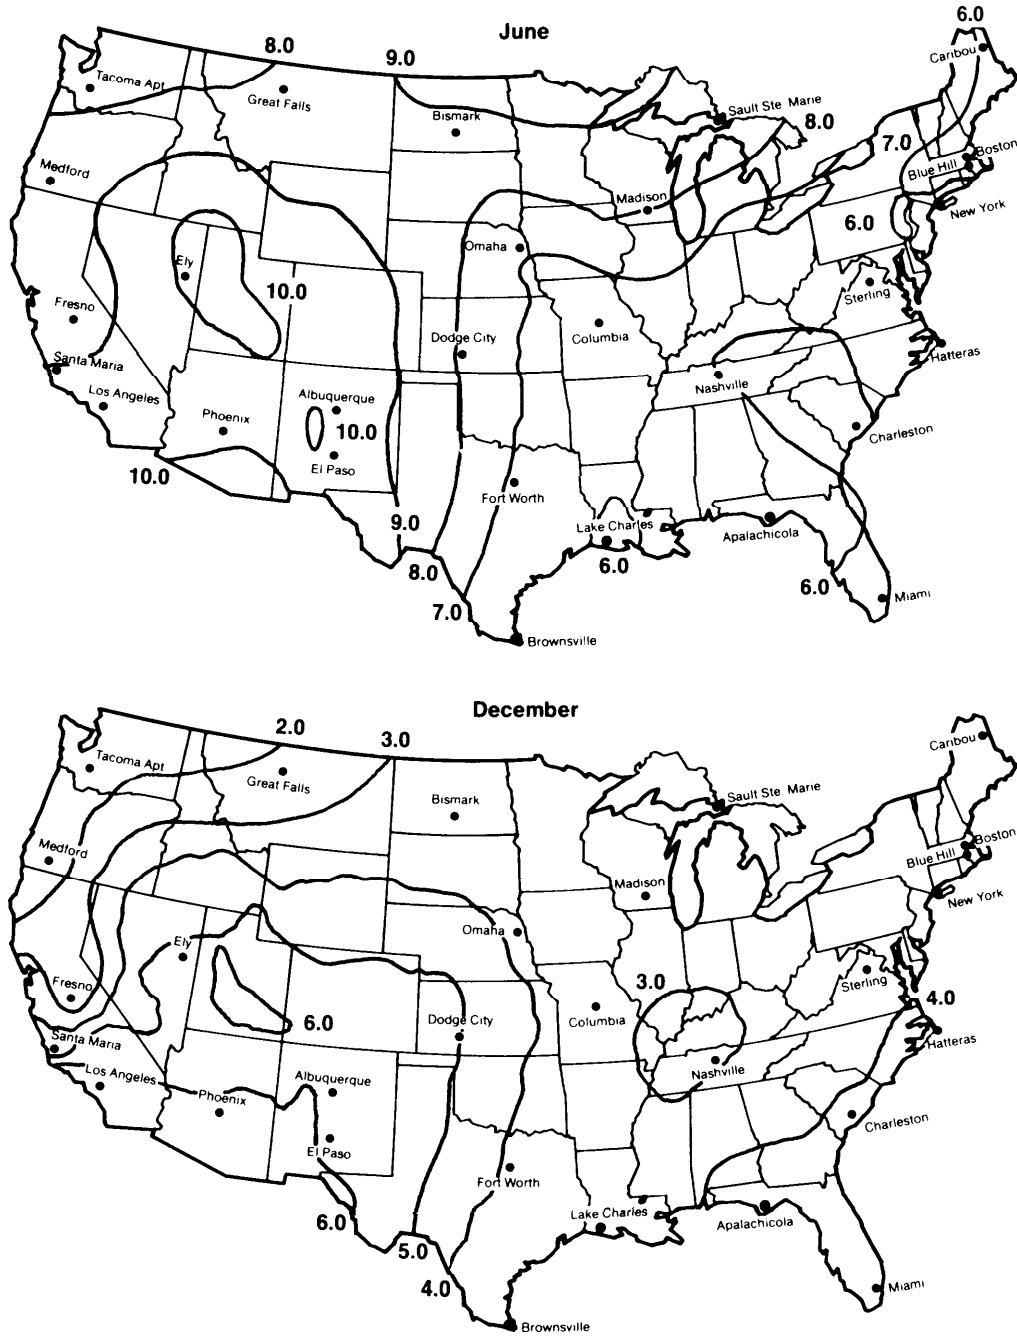 June
6.0
8.0
9.0
Caribou
Tacoma Apt
Great Falls
Bismark
Sault Ste Marie
8.0
7.0
Boston
Blue Hill
Medford
Madison
New York
6.0
Omaha
Ely
10.0
Sterling
Fresno
Dodge City
Columbia
Hatteras
Santa Maria
Nashville
Los Angeles
Albuquerque
Phoenix
10.0
Charleston
El Paso
10.0
Fort Worth
9.0
Lake Charles
Apalachicola
8.0
6.0
6.0
7.0
Miami
Brownsville
December
2.0
3.0
Caribou
Tacoma Apt
Great Falls
Bismark
Sault Ste Marie
Boston
Blue Hill
Medford
Madison
New York
Omaha
Ely
Fresno
3.0
Sterling
4.0
6.0
Dodge City
Columbia
Hatteras
Santa Maria
Nashville
Los Angeles
Albuquerque
Phoenix
Charleston
El Paso
Fort Worth
6.0
Lake Charles
Apalachicola
5.0
4.0
Miami
Brownsville